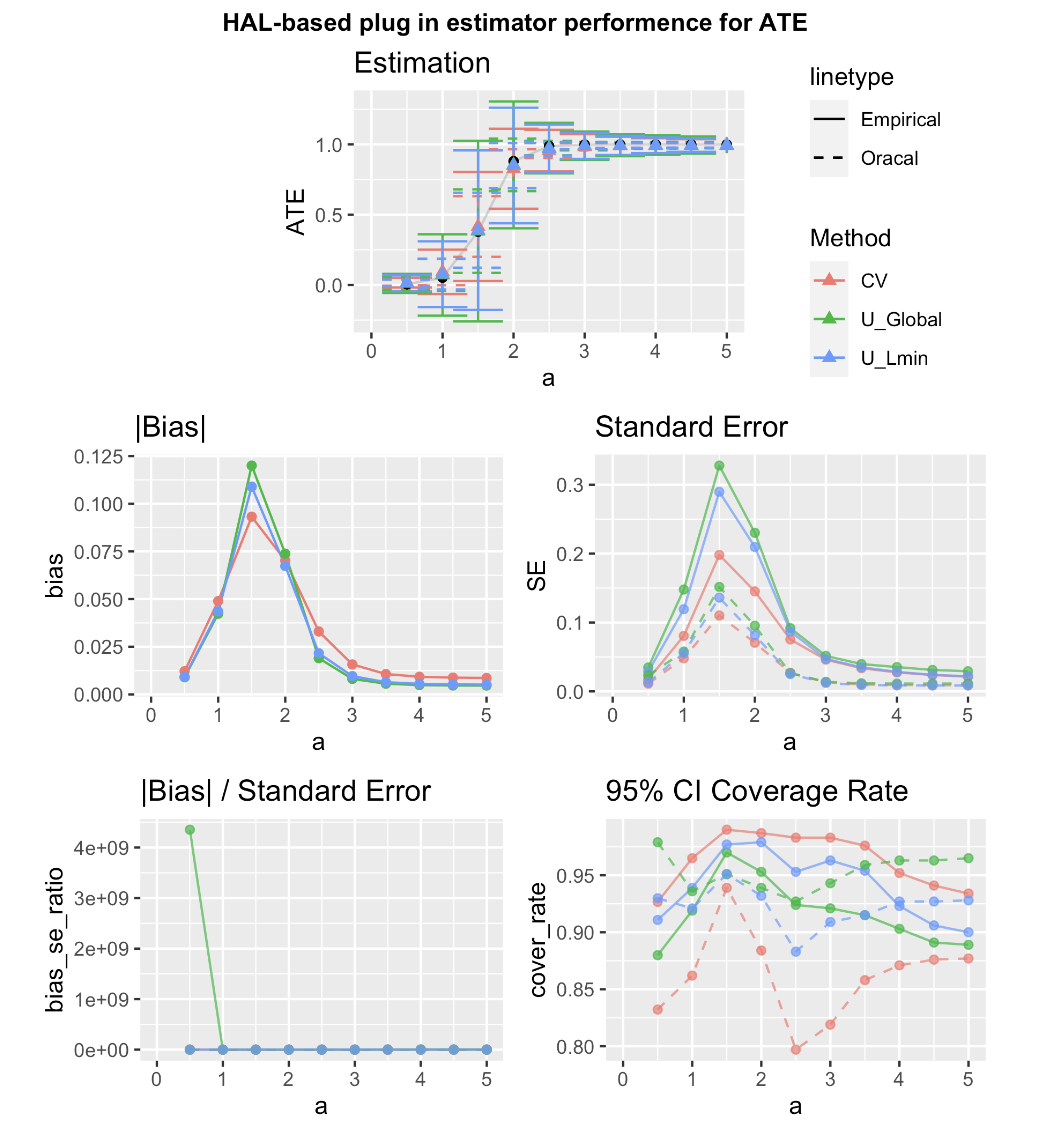 HAL-based plug in estimator performence for ATE
Estimation
ATE
1.0
0.5
0.0
0 1 2 3 4 5
a
linetype
Empirical
Oracal
Method
CV
U_Global
U_Lmin
|Bias|
bias
0.125
0.100
0.075
0.050
0.025
0.000
0 1 2 3 4 5
a
Standard Error
SE
0.3
0.2
0.1
0.0
0 1 2 3 4 5
a
|Bias| / Standard Error
bias_se_ratio
4e+09
3e+09
2e+09
1e+09
0e+00
0 1 2 3 4 5
a
95% CI Coverage Rate
cover_rate
0.95
0.90
0.85
0.80
0 1 2 3 4 5
a